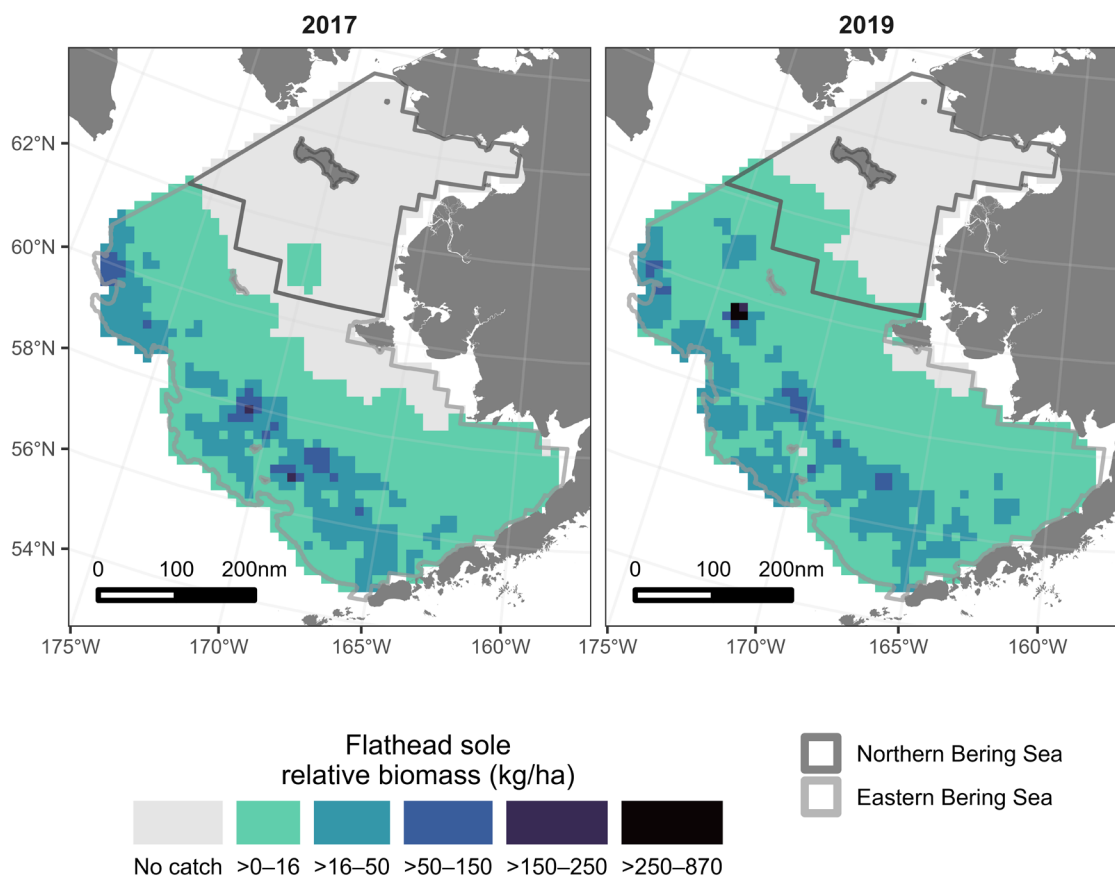 2017
2019
62°N
60°N
58°N
56°N
54°N
0 100 200nm
0 100 200nm
175°W 170°W 165°W 160°W
175°W 170°W 165°W 160°W
Flathead sole
relative biomass (kg/ha)
No catch >0–16 >16–50 >50–150 >150–250 >250–870
Northern Bering Sea
Eastern Bering Sea